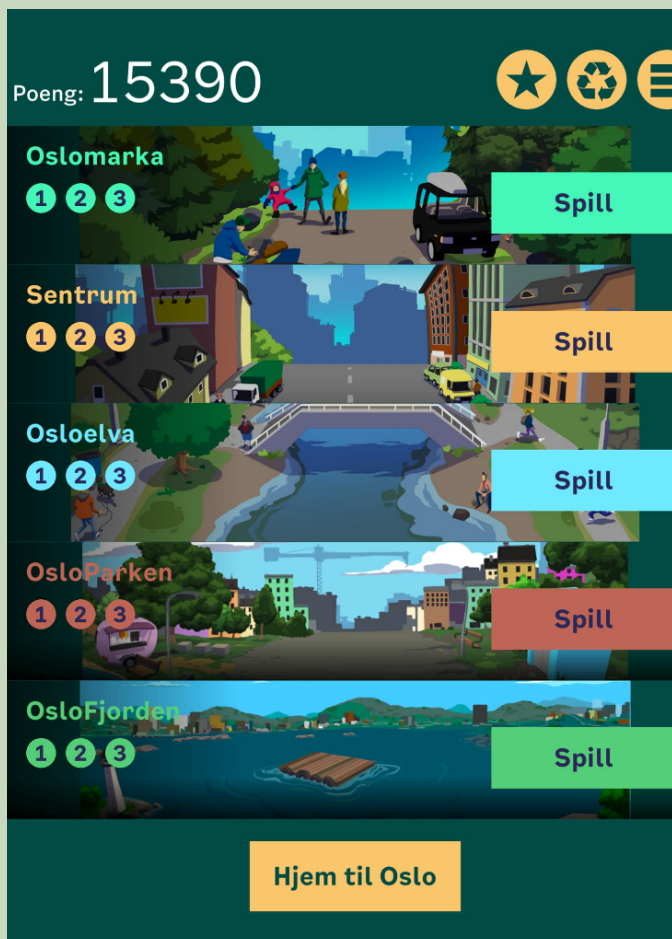 Poeng: 15390
Oslomarka
1 2 3
Spill
Sentrum
1 2 3
Spill
Osloelva
1 2 3
Spill
OsloParken
1 2 3
Spill
OsloFjorden
1 2 3
Spill
Hjem til Oslo